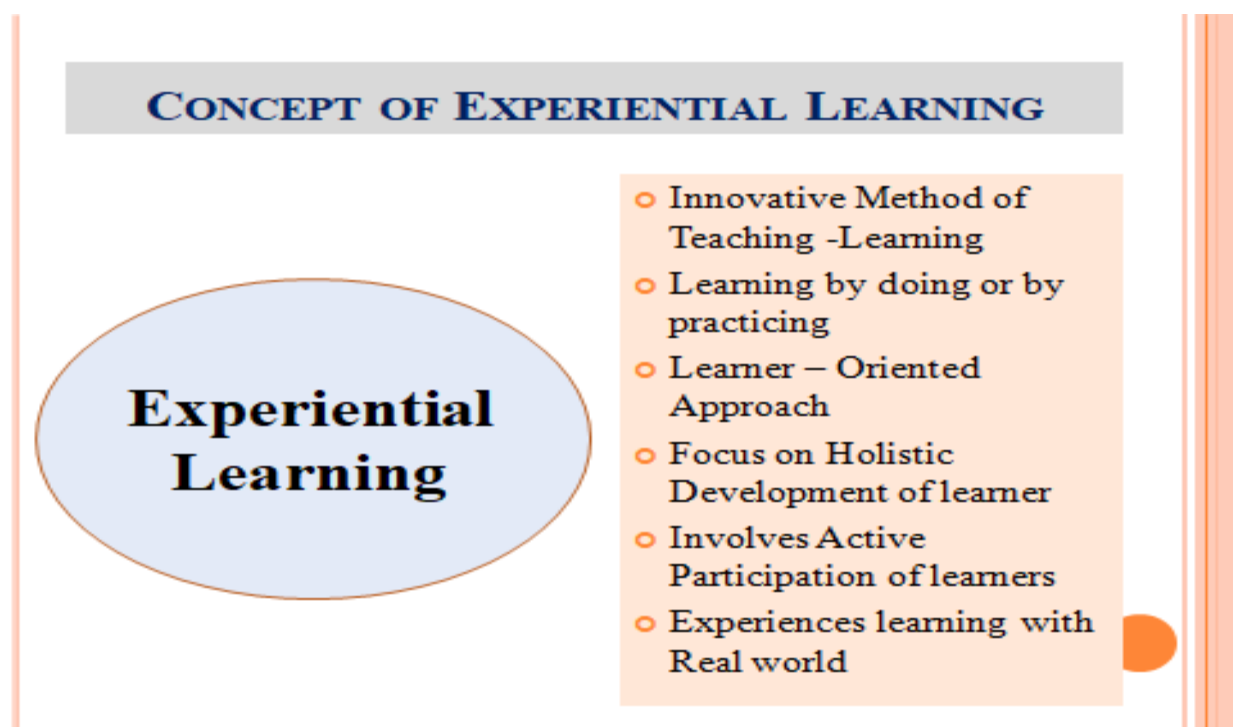 CONCEPT OF EXPERIENTIAL LEARNING
Experiential
Learning
Innovative Method of
Teaching -Learning
Learning by doing or by
practicing
Learner – Oriented
Approach
Focus on Holistic
Development of learner
Involves Active
Participation of learners
Experiences learning with
Real world